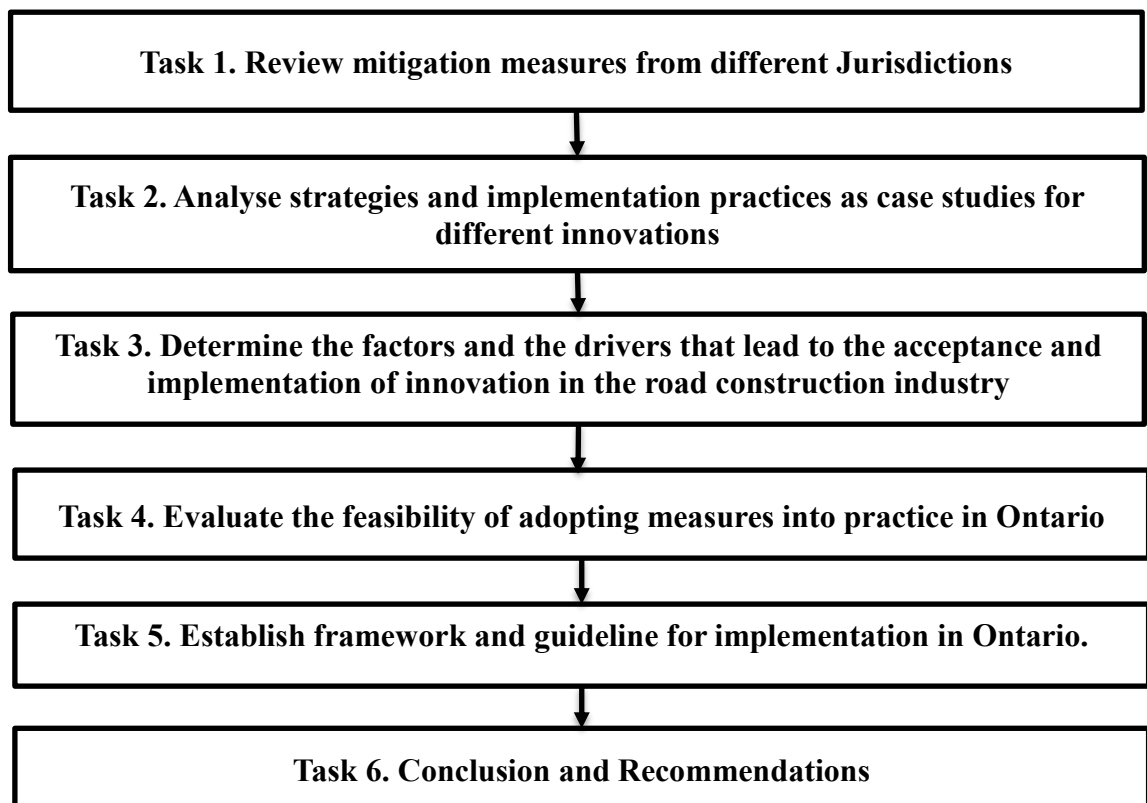 Task 1. Review mitigation measures from different Jurisdictions
Task 2. Analyse strategies and implementation practices as case studies for
different innovations
Task 3. Determine the factors and the drivers that lead to the acceptance and
implementation of innovation in the road construction industry
Task 4. Evaluate the feasibility of adopting measures into practice in Ontario
Task 5. Establish framework and guideline for implementation in Ontario.
Task 6. Conclusion and Recommendations